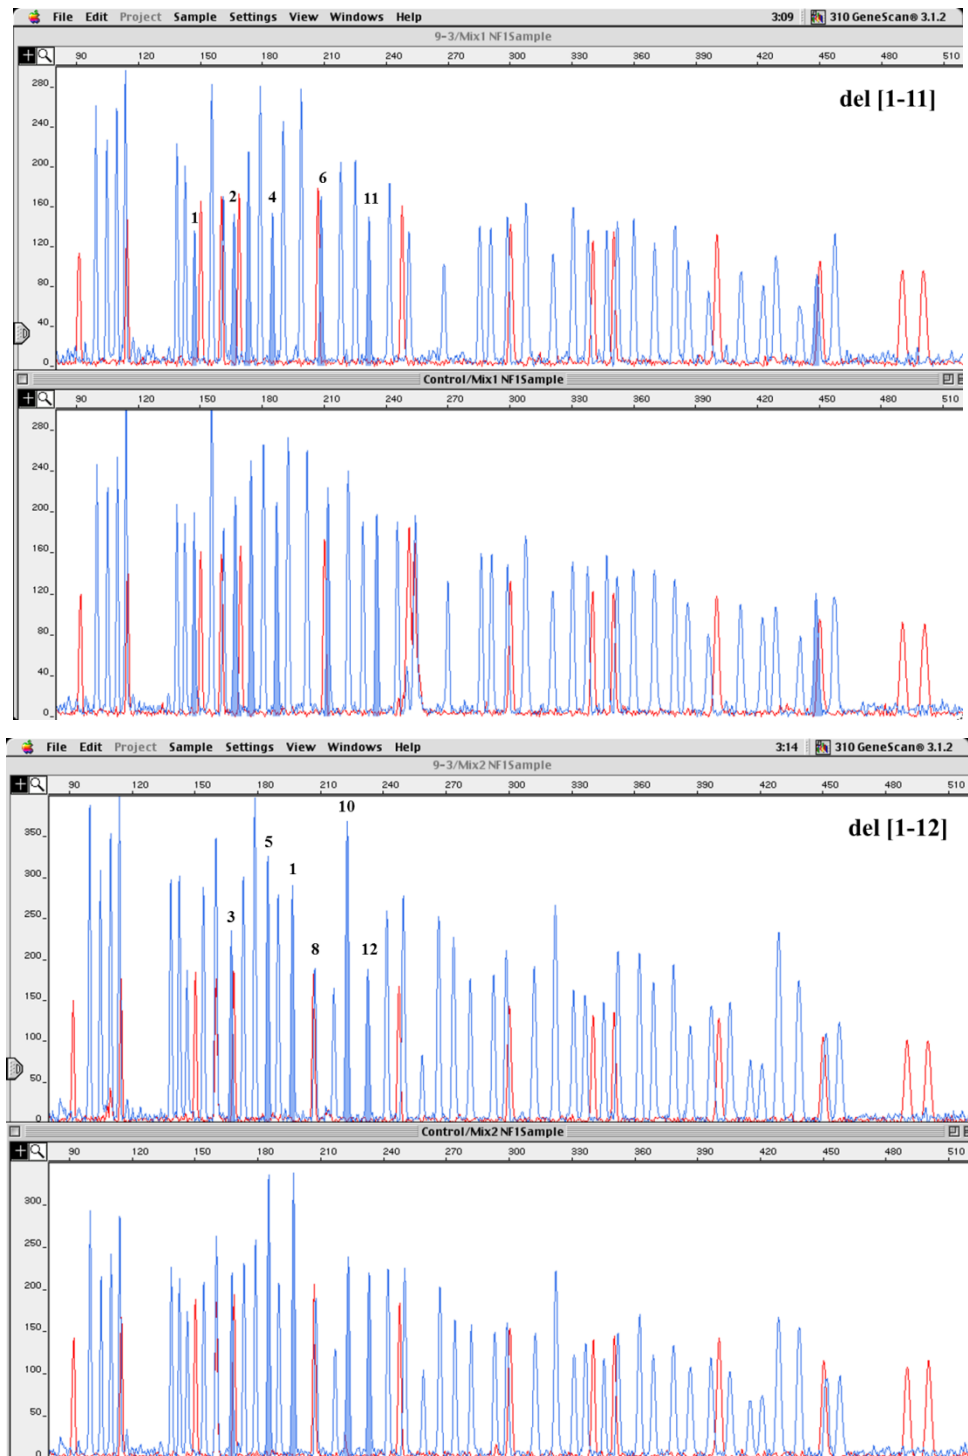 File Edit Project Sample Settings View Windows Help 3:09 310 GeneScan® 3.1.2
9-3/Mix1 NF1Sample
90 120 150 180 210 240 270 300 330 360 390 420 450 480 510
del [1-11]
280
240
200
160
120
80
40
0
1 2 4 6 11
Control/Mix1 NF1Sample
90 120 150 180 210 240 270 300 330 360 390 420 450 480 510
280
240
200
160
120
80
40
0
File Edit Project Sample Settings View Windows Help 3:14 310 GeneScan® 3.1.2
9-3/Mix2 NF1Sample
90 120 150 180 210 240 270 300 330 360 390 420 450 480 510
del [1-12]
350
300
250
200
150
100
50
0
3 5 1 8 10 12
Control/Mix2 NF1Sample
90 120 150 180 210 240 270 300 330 360 390 420 450 480 510
300
250
200
150
100
50